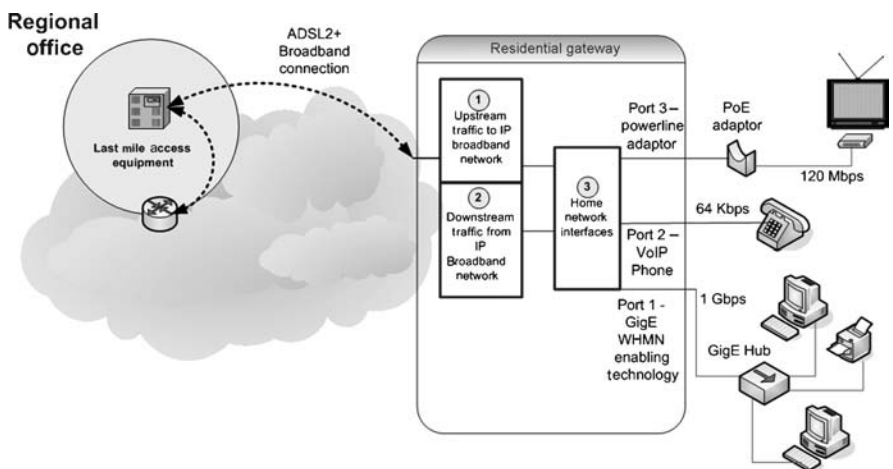 Regional
office
ADSL2+
Broadband
connection
Last mile access
equipment
Residential gateway
1
Upstream
traffic to IP
broadband
network
2
Downstream
traffic from
IP
Broadband
network
3
Home
network
interfaces
Port 3 –
powerline
adaptor
PoE
adaptor
120 Mbps
64 Kbps
Port 2 –
VoIP
Phone
1 Gbps
Port 1 -
GigE
WHMN
enabling
technology
GigE Hub